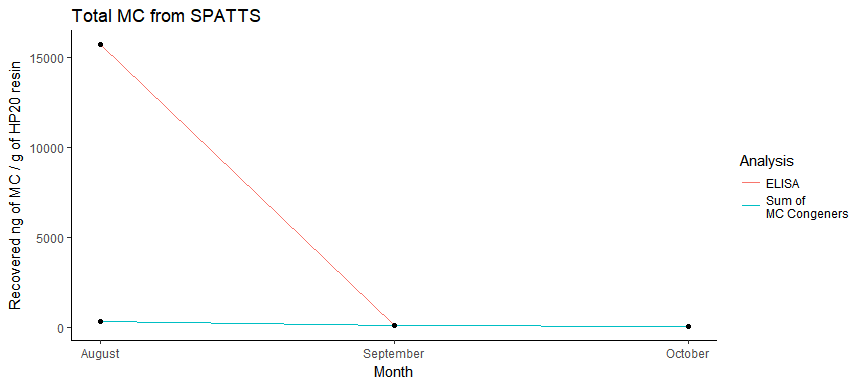 Total MC from SPATTS
Recovered ng of MC / g of HP20 resin
15000
10000
5000
0
August
September
October
Month
Analysis
ELISA
Sum of
MC Congeners